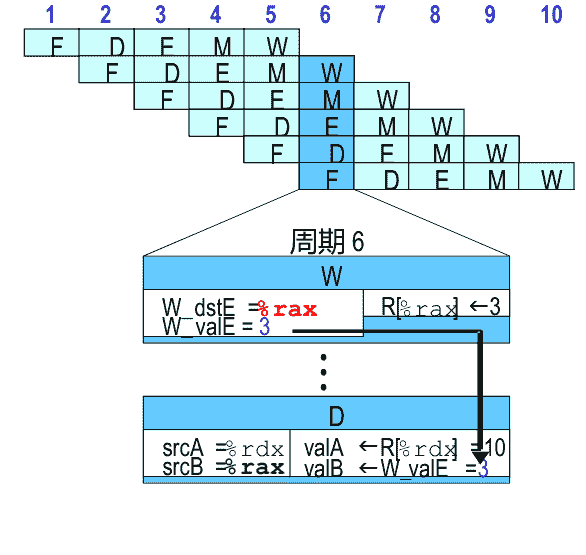 1 2 3 4 5 6 7 8 9 10
F D E M W
F D E M W
F D E M W
F D E M W
F D E M W
F D E M W
周期 6
W
W_dstE =%rax R[%rax] ←3
W_valE = 3
D
srcA =%rdx valA ←R[%rdx] =10
srcB =%rax valB ←W_valE =3